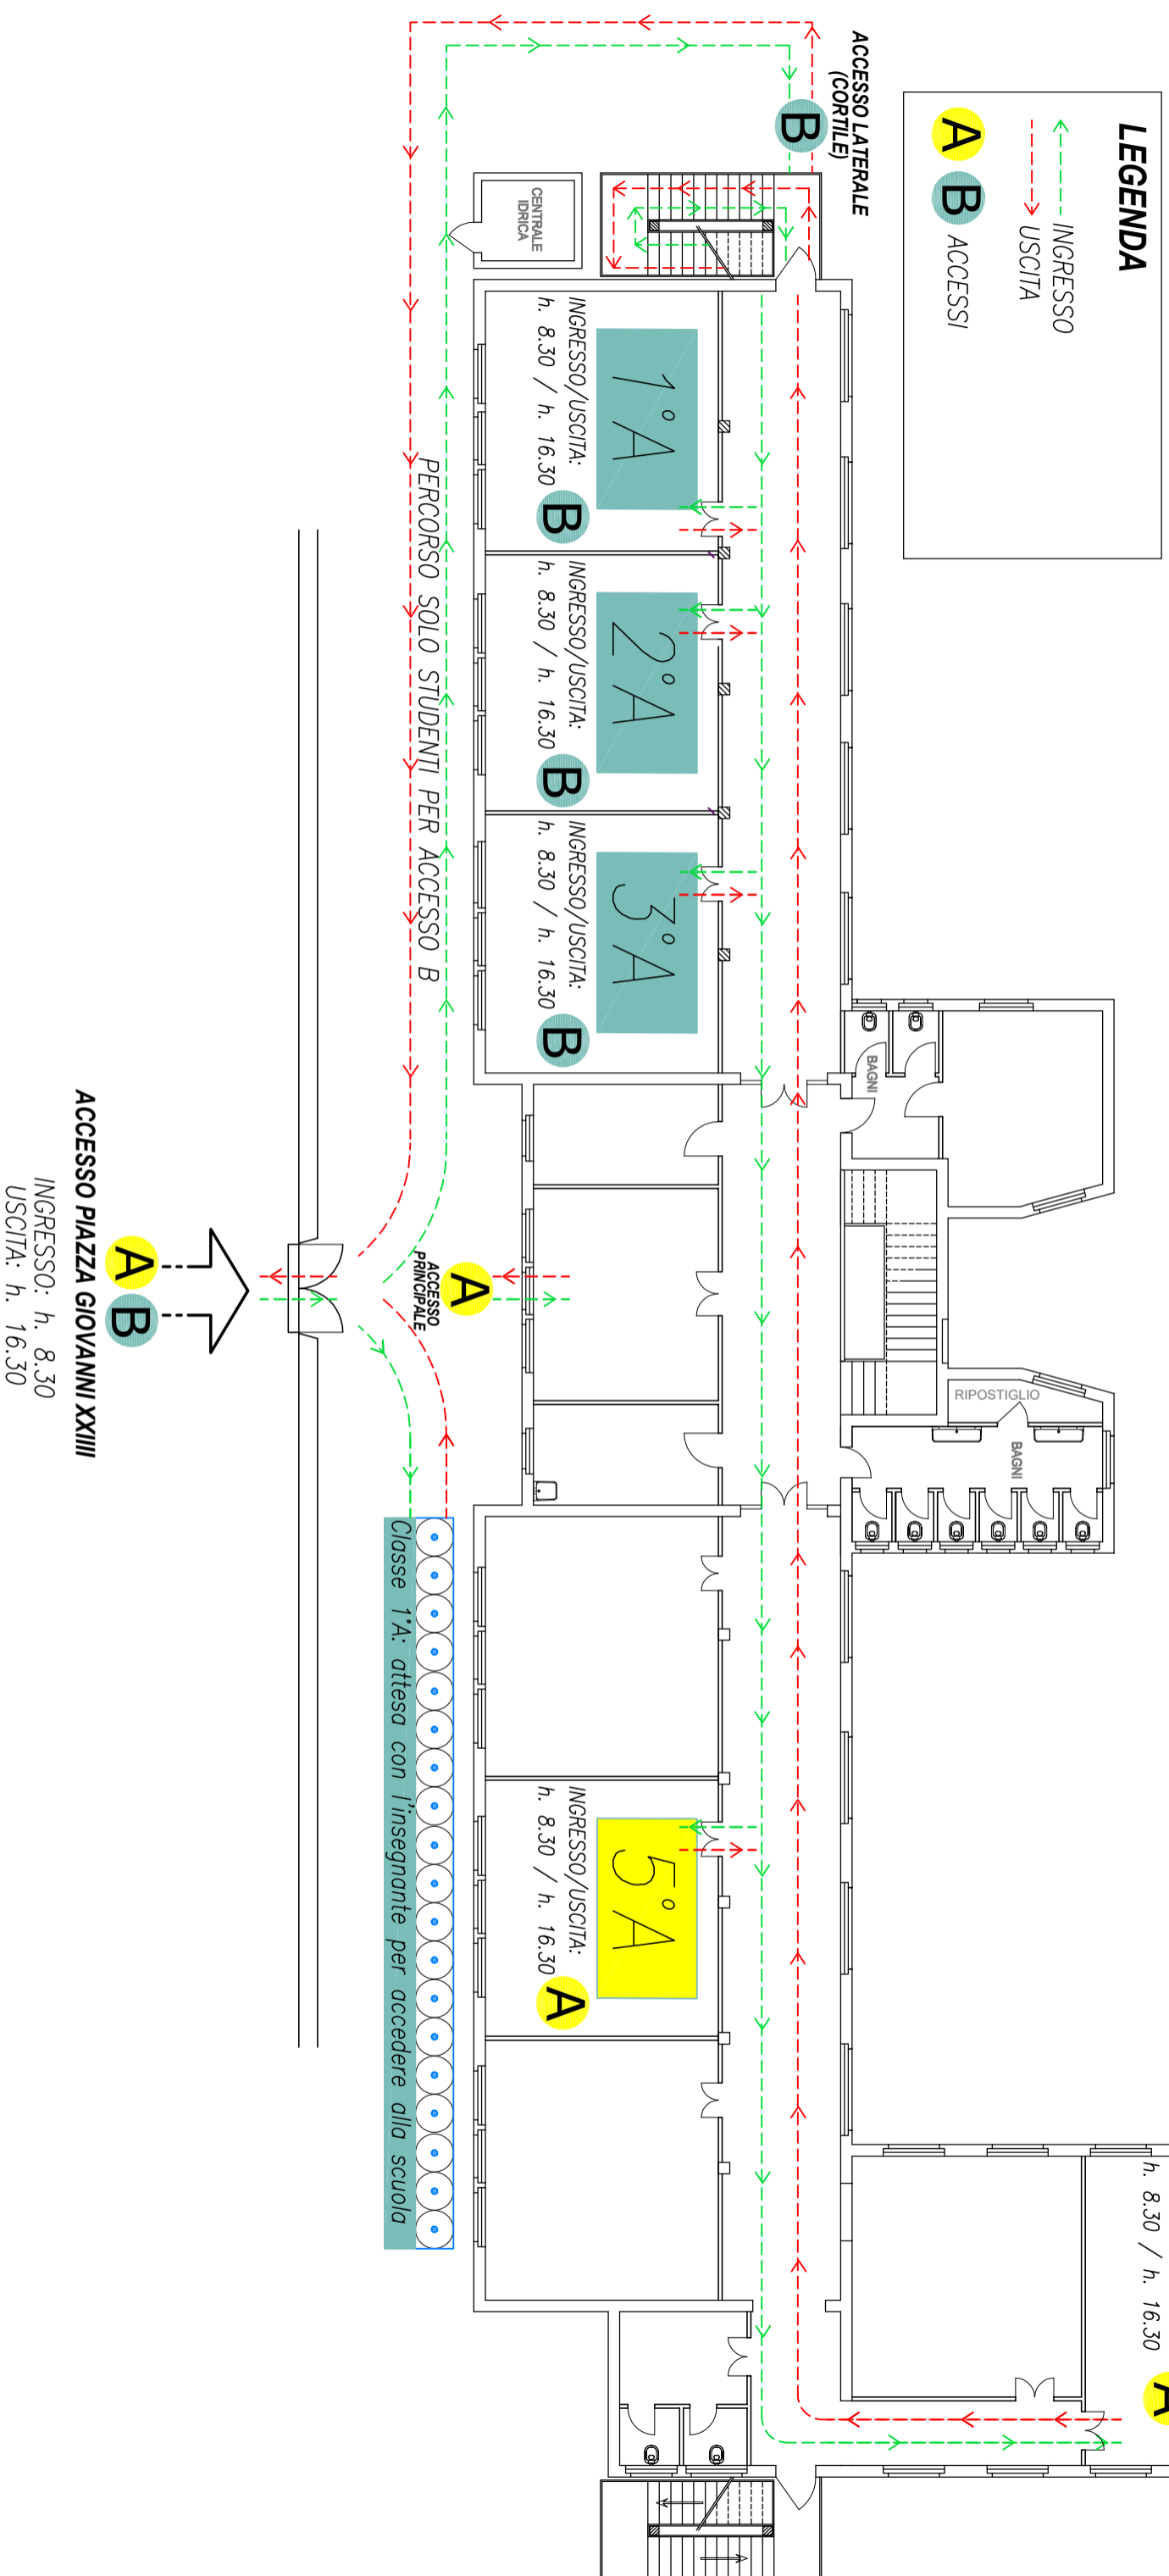 LEGENDA
INGRESSO
USCITA
A B ACCESSI
ACCESSO LATERALE
(CORTILE)
B
CENTRALE
IDRICA
1°A
INGRESSO/USCITA:
h. 8.30 / h. 16.30
B
2°A
INGRESSO/USCITA:
h. 8.30 / h. 16.30
B
3°A
INGRESSO/USCITA:
h. 8.30 / h. 16.30
B
PERCORSO SOLO STUDENTI PER ACCESSO B
BAGNI
RIPOSTIGLIO
BAGNI
A
ACCESSO
PRINCIPALE
5°A
INGRESSO/USCITA:
h. 8.30 / h. 16.30
A
h. 8.30 / h. 16.30
A
Classe 1°A: attesa con l'insegnante per accedere alla scuola
A B
ACCESSO PIAZZA GIOVANNI XXIIII
INGRESSO: h. 8.30
USCITA: h. 16.30